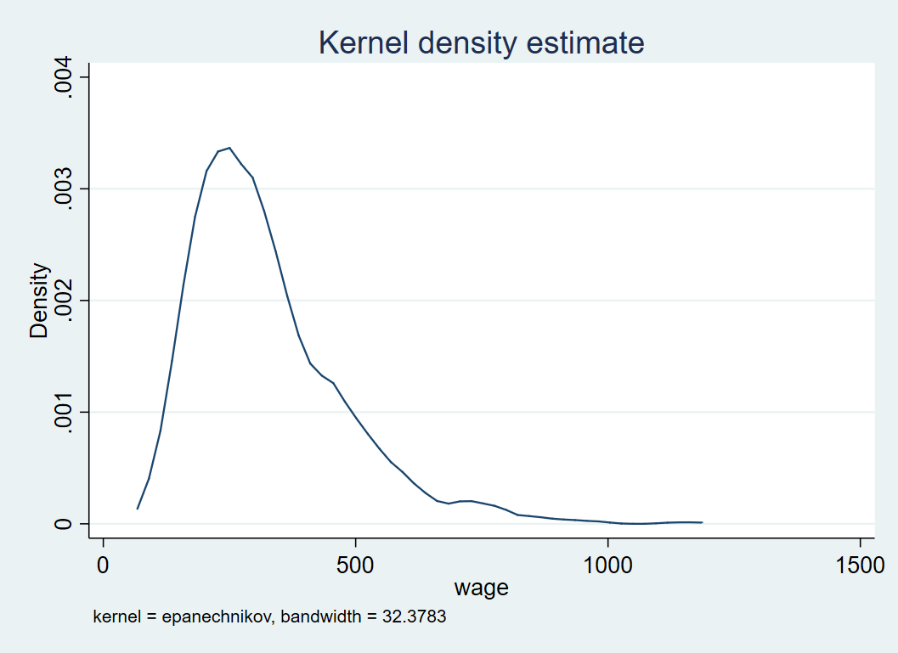 Kernel density estimate
.004
.003
.002
.001
0
Density
0 500 1000 1500
wage
kernel = epanechnikov, bandwidth = 32.3783